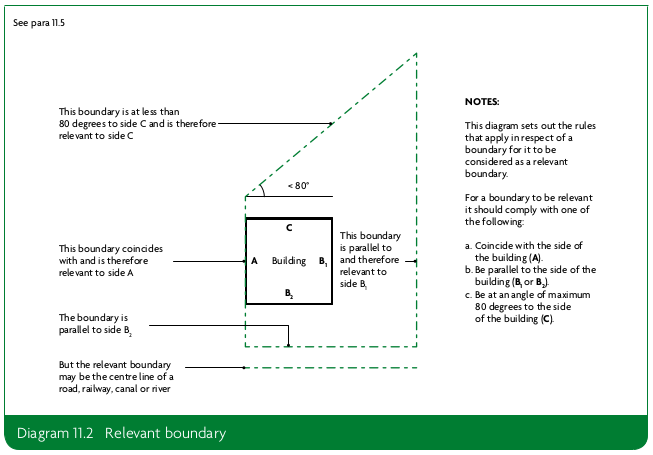 See para 11.5
This boundary is at less than
80 degrees to side C and is therefore
relevant to side C
< 80°
C
This boundary coincides
with and is therefore
relevant to side A
A
Building
B₁
B₂
This boundary
is parallel to
and therefore
relevant to
side B₁
The boundary is
parallel to side B₂
But the relevant boundary
may be the centre line of a
road, railway, canal or river
NOTES:
This diagram sets out the rules
that apply in respect of a
boundary for it to be
considered as a relevant
boundary.
For a boundary to be relevant
it should comply with one of
the following:
a. Coincide with the side of
the building (A).
b. Be parallel to the side of the
building (B₁ or B₂).
c. Be at an angle of maximum
80 degrees to the side
of the building (C).
Diagram 11.2 Relevant boundary